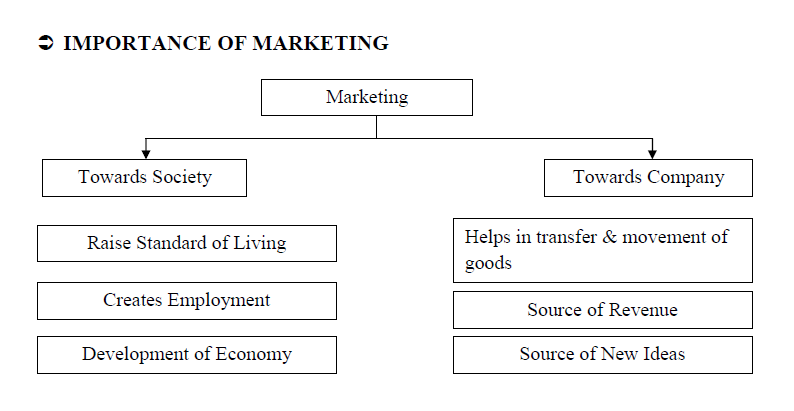 ➲ IMPORTANCE OF MARKETING
Marketing
Towards Society
Towards Company
Raise Standard of Living
Creates Employment
Development of Economy
Helps in transfer & movement of
goods
Source of Revenue
Source of New Ideas